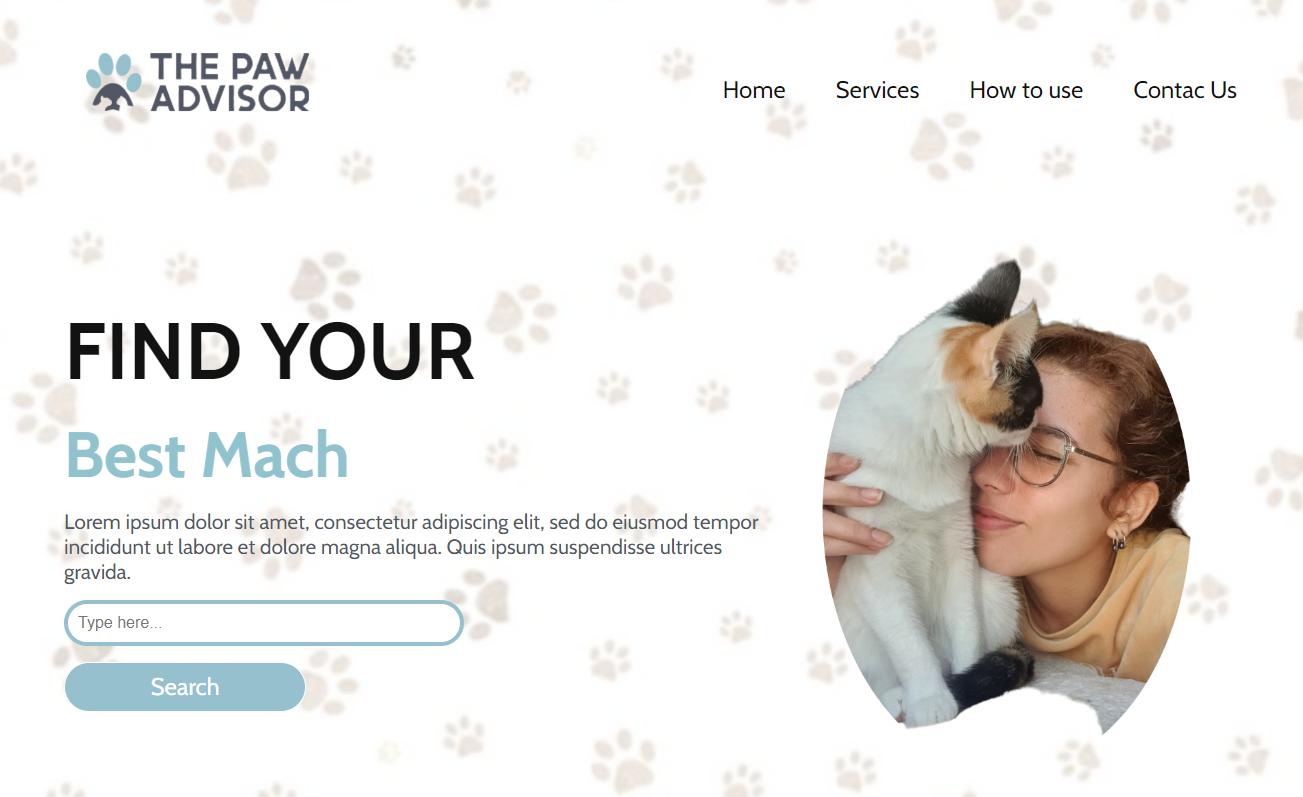 THE PAW
ADVISOR
Home Services How to use Contac Us
FIND YOUR
Best Mach
Lorem ipsum dolor sit amet, consectetur adipiscing elit, sed do eiusmod tempor
incididunt ut labore et dolore magna aliqua. Quis ipsum suspendisse ultrices
gravida.
Type here...
Search